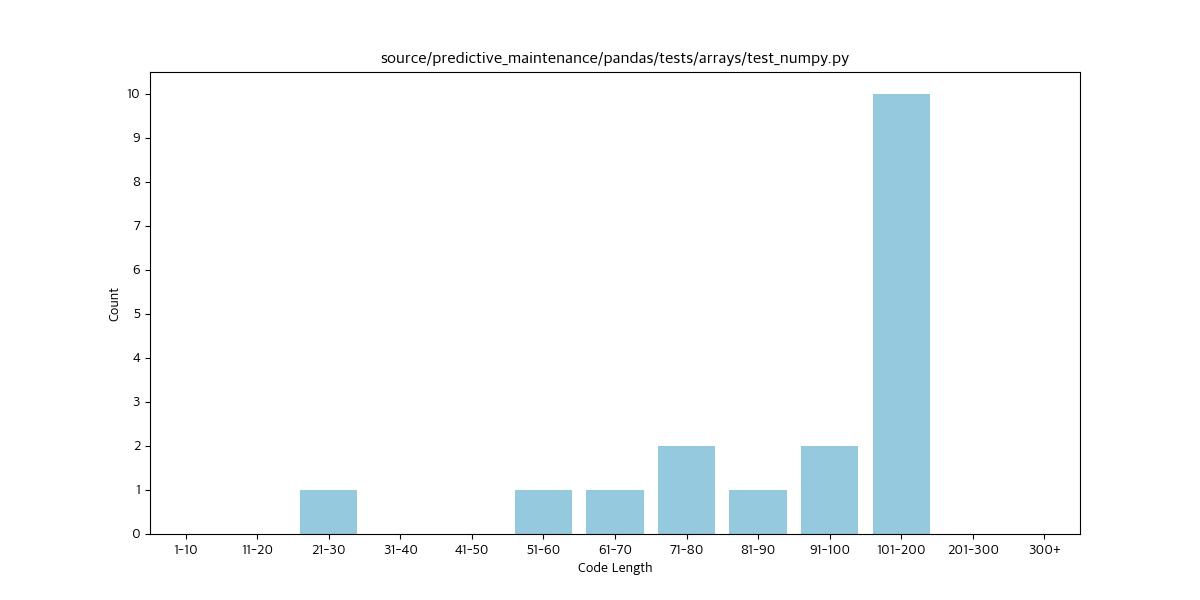 source/predictive_maintenance/pandas/tests/arrays/test_numpy.py
10
9
8
7
6
5
4
3
2
1
0
Count
1-10 11-20 21-30 31-40 41-50 51-60 61-70 71-80 81-90 91-100 101-200 201-300 300+
Code Length